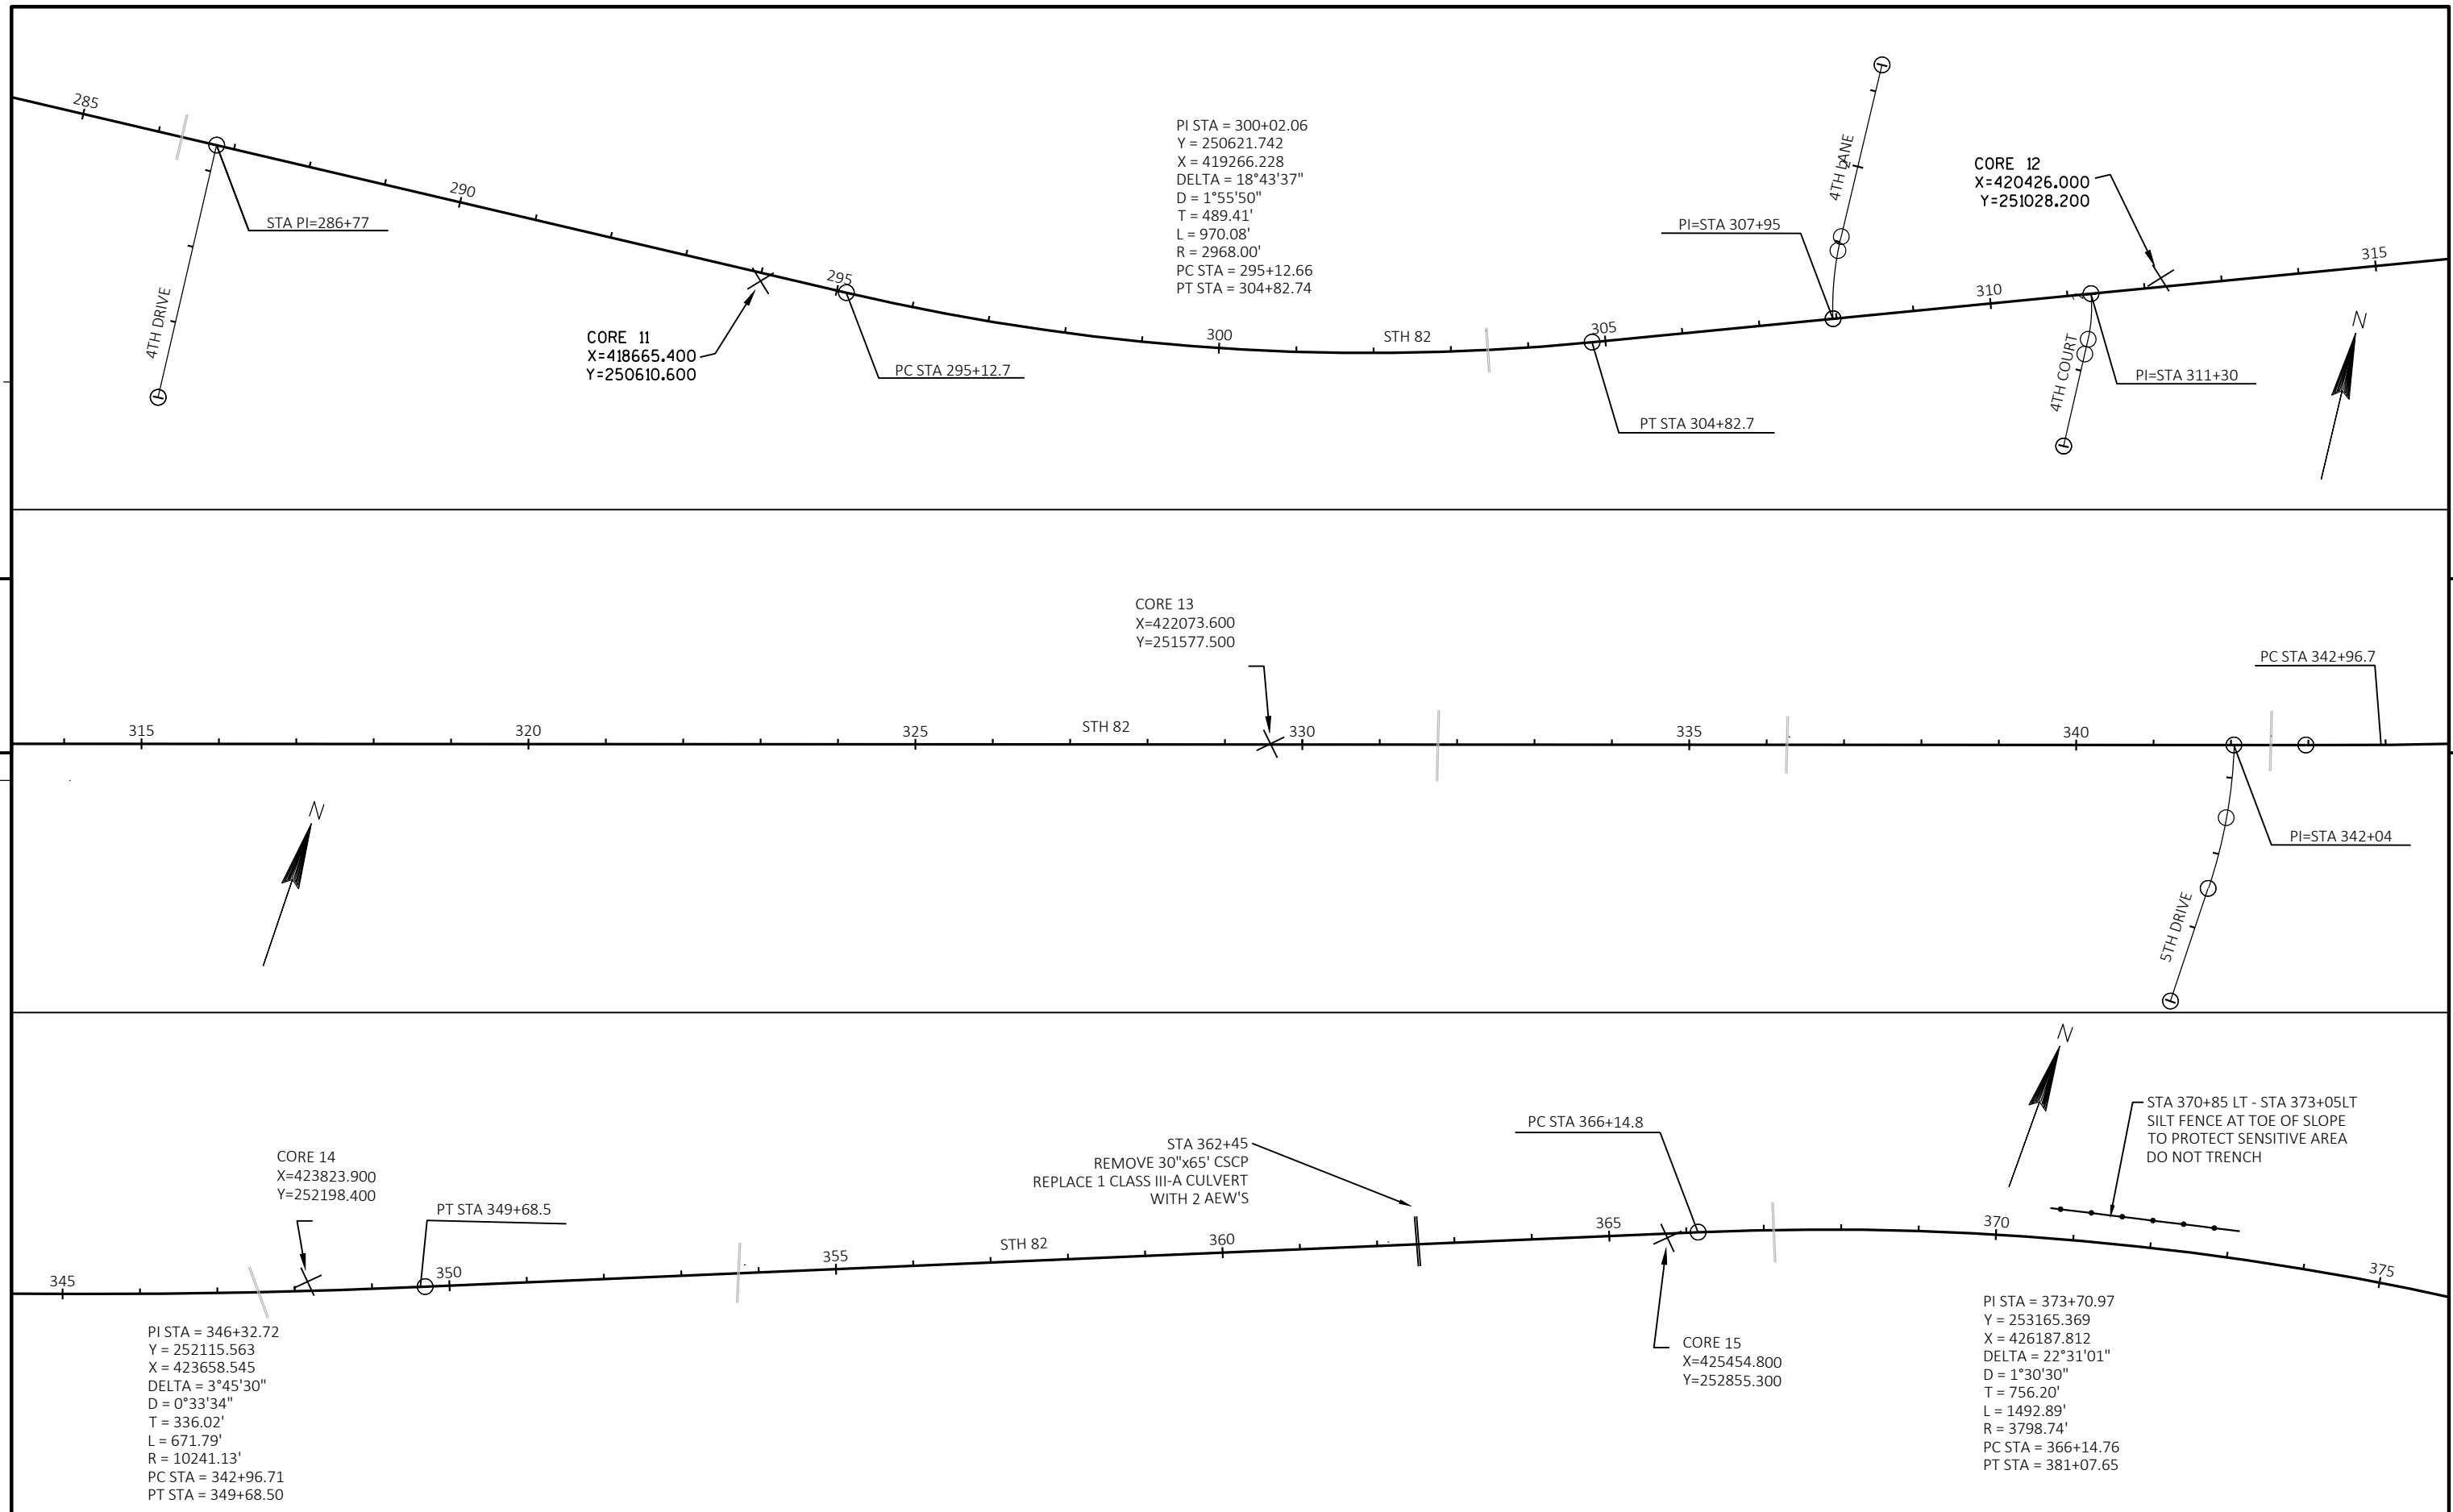 285
290
295
300
305
310
315
4TH DRIVE
STA PI=286+77
CORE 11
X=418665.400
Y=250610.600
PC STA 295+12.7
PI STA = 300+02.06
Y = 250621.742
X = 419266.228
DELTA = 18°43'37"
D = 1°55'50"
T = 489.41'
L = 970.08'
R = 2968.00'
PC STA = 295+12.66
PT STA = 304+82.74
STH 82
PT STA 304+82.7
PI=STA 307+95
4TH LANE
2
CORE 12
X=420426.000
Y=251028.200
4TH COURT
PI=STA 311+30
N
CORE 13
X=422073.600
Y=251577.500
PC STA 342+96.7
315
320
325
STH 82
330
335
340
PI=STA 342+04
5TH DRIVE
N
N
STA 370+85 LT - STA 373+05LT
SILT FENCE AT TOE OF SLOPE
TO PROTECT SENSITIVE AREA
DO NOT TRENCH
CORE 14
X=423823.900
Y=252198.400
PT STA 349+68.5
STA 362+45
REMOVE 30"x65' CSCP
REPLACE 1 CLASS III-A CULVERT
WITH 2 AEW'S
PC STA 366+14.8
345
350
355
STH 82
360
365
370
375
PI STA = 346+32.72
Y = 252115.563
X = 423658.545
DELTA = 3°45'30"
D = 0°33'34"
T = 336.02'
L = 671.79'
R = 10241.13'
PC STA = 342+96.71
PT STA = 349+68.50
CORE 15
X=425454.800
Y=252855.300
PI STA = 373+70.97
Y = 253165.369
X = 426187.812
DELTA = 22°31'01"
D = 1°30'30"
T = 756.20'
L = 1492.89'
R = 3798.74'
PC STA = 366+14.76
PT STA = 381+07.65